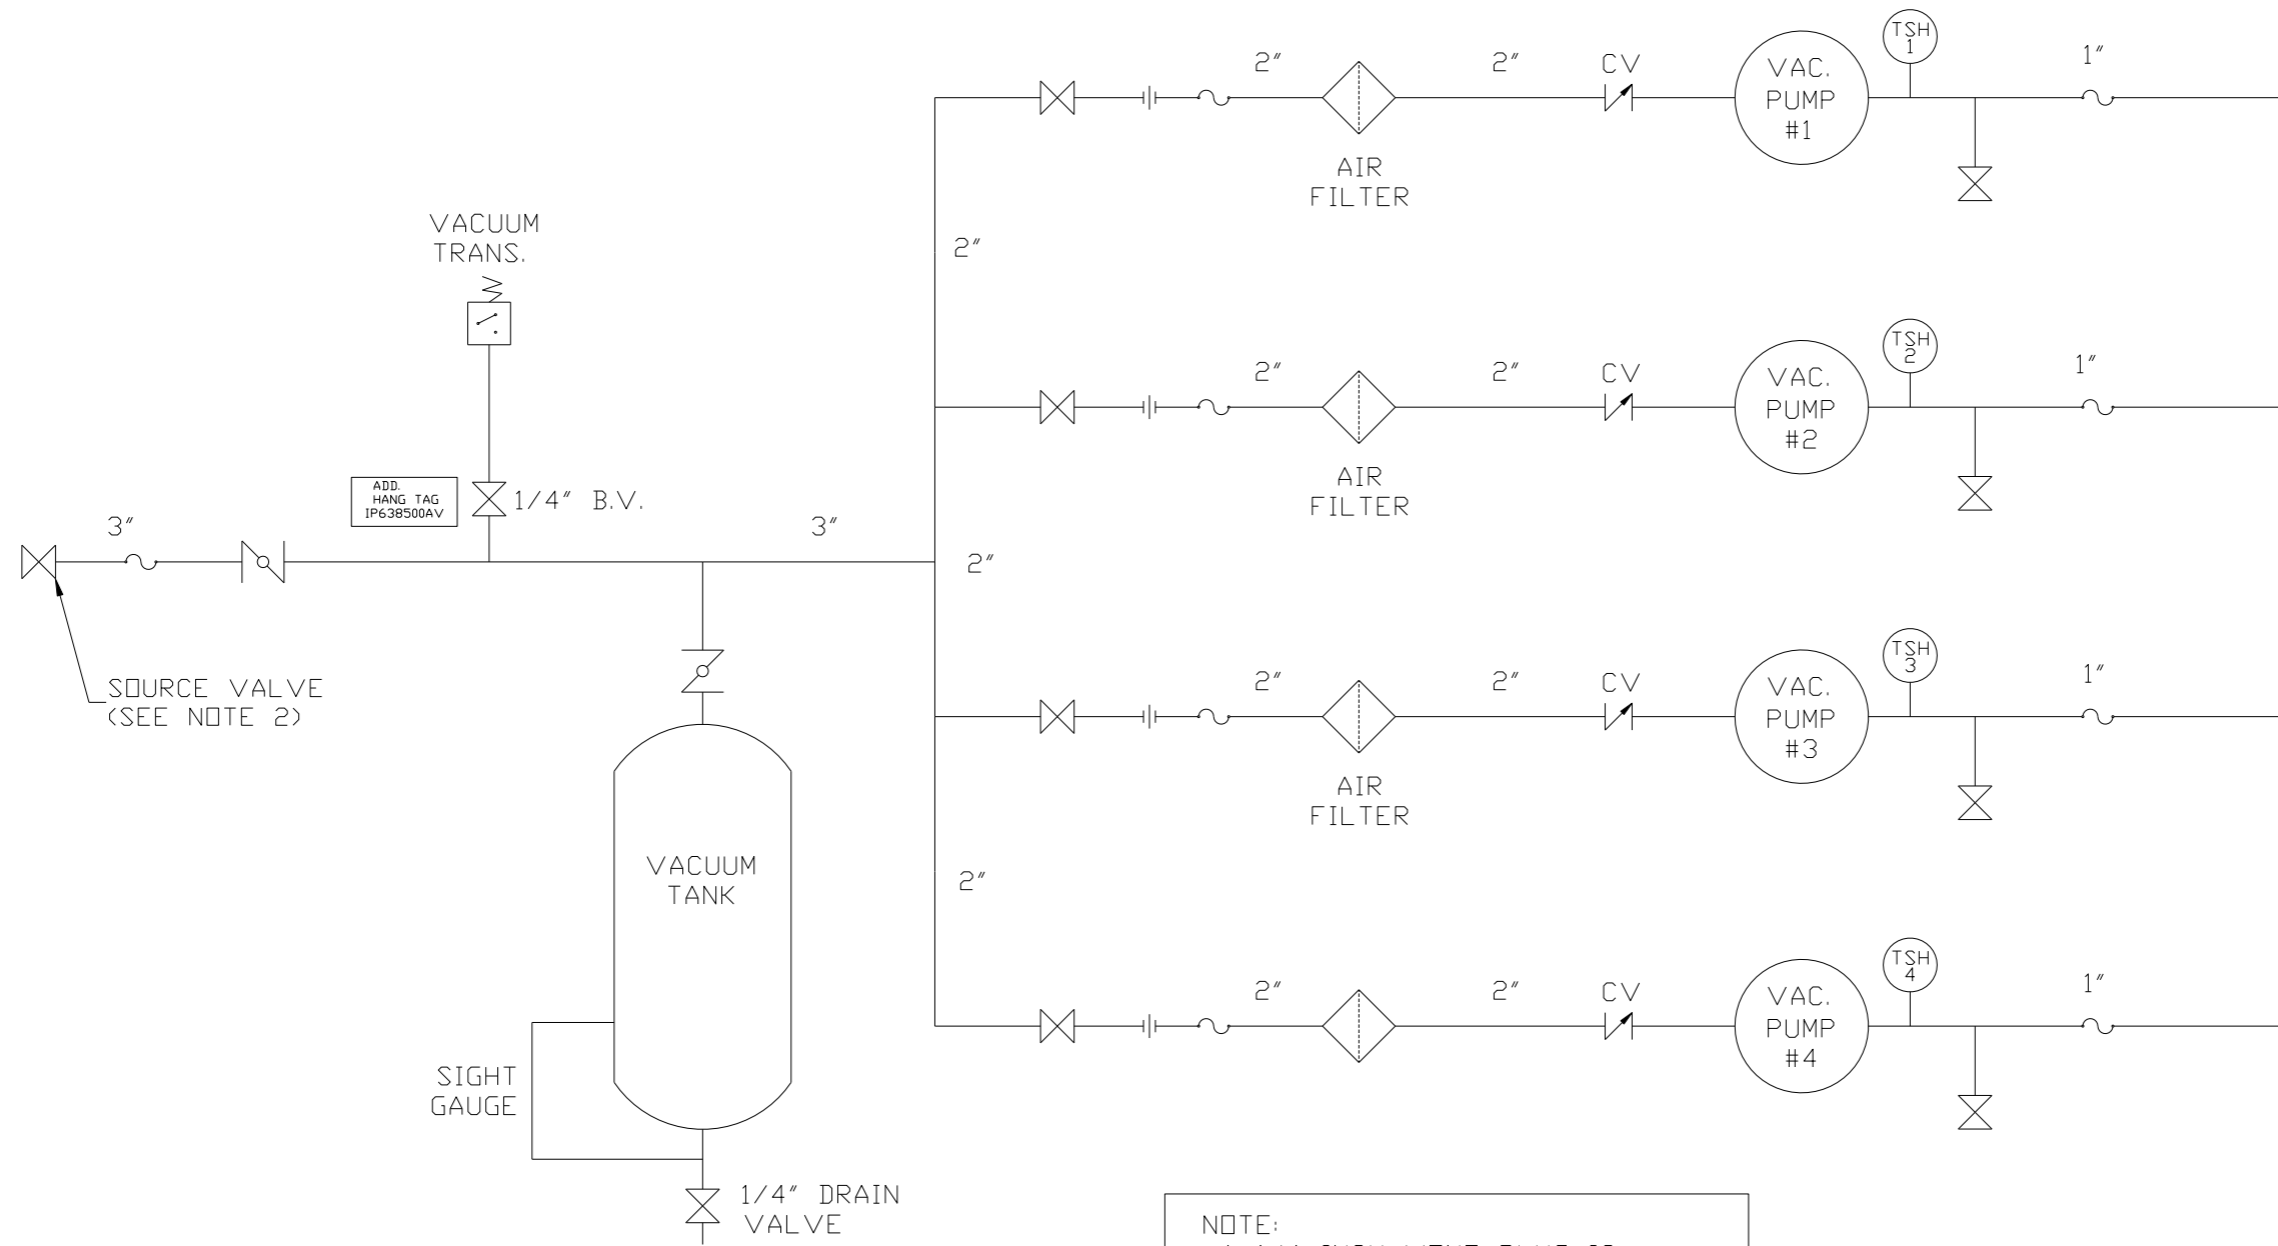 2″
2″
CV
VAC.
PUMP
#1
TSH
1
1″
AIR
FILTER
VACUUM
TRANS.
2″
2″
2″
CV
VAC.
PUMP
#2
TSH
2
1″
AIR
FILTER
ADD.
HANG TAG
IP638500AV
1/4″ B.V.
3″
3″
2″
SOURCE VALVE
(SEE NOTE 2)
2″
2″
CV
VAC.
PUMP
#3
TSH
3
1″
AIR
FILTER
VACUUM
TANK
2″
2″
2″
CV
VAC.
PUMP
#4
TSH
4
1″
SIGHT
GAUGE
1/4″ DRAIN
VALVE
NOTE: